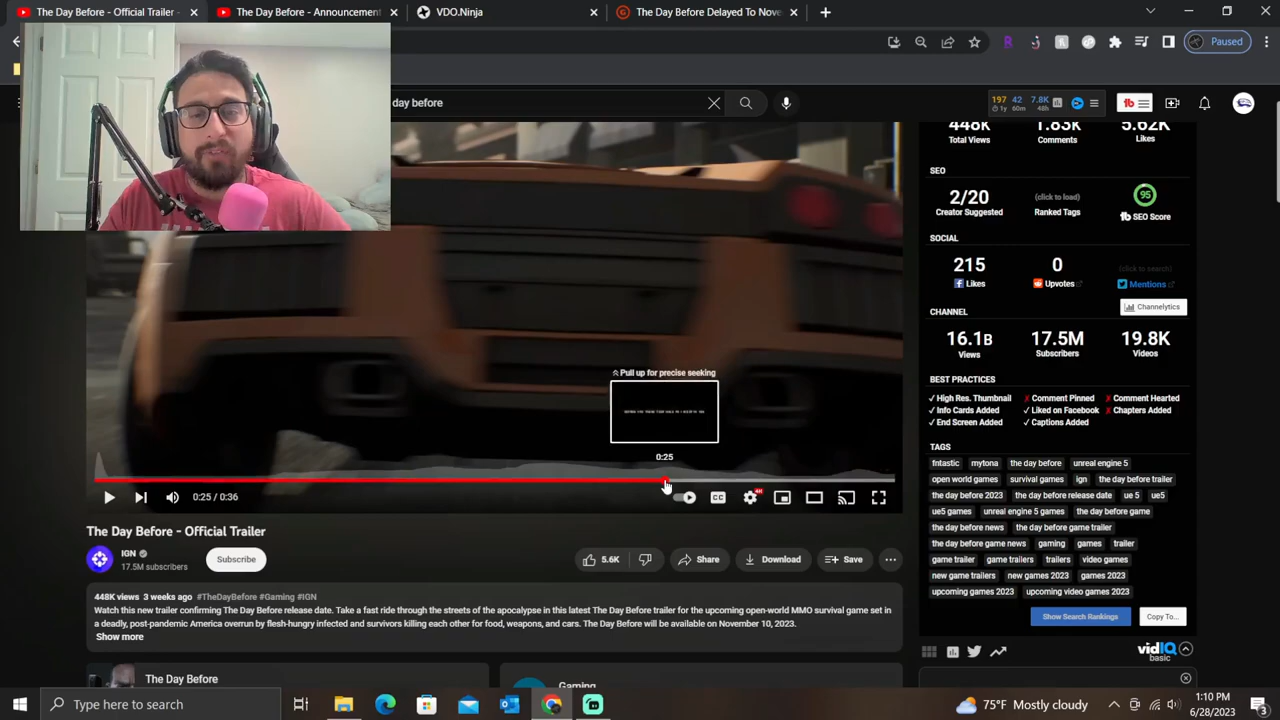 The Day Before - Official Trailer -
The Day Before - Announcement
VDO.Ninja
The Day Before Delayed To Nove
Paused
day before
197 42 7.8K
1y 60m 48h
448K 1.83K 5.62K
Total Views Comments Likes
SEO
2/20 (click to load) 95
Creator Suggested Ranked Tags SEO Score
SOCIAL
215 0 (click to search)
Likes Upvotes Mentions
Channelytics
CHANNEL
16.1B 17.5M 19.8K
Views Subscribers Videos
BEST PRACTICES
✓ High Res. Thumbnail ✗ Comment Pinned ✗ Comment Hearted
✓ Info Cards Added ✓ Liked on Facebook ✗ Chapters Added
✓ End Screen Added ✓ Captions Added
TAGS
fntastic mytona the day before unreal engine 5
open world games survival games ign the day before trailer
the day before 2023 the day before release date ue 5 ue5
ue5 games unreal engine 5 games the day before game
the day before news the day before game trailer
the day before game news gaming games trailer
game trailer game trailers trailers video games
new game trailers new games 2023 games 2023
upcoming games 2023 upcoming video games 2023
Show Search Rankings Copy To...
vidIQ
basic
Pull up for precise seeking
0:25
0:25 / 0:36
CC
The Day Before - Official Trailer
IGN
17.5M subscribers
Subscribe
5.6K
Share
Download
Save
448K views 3 weeks ago #TheDayBefore #Gaming #IGN
Watch this new trailer confirming The Day Before release date. Take a fast ride through the streets of the apocalypse in this latest The Day Before trailer for the upcoming open-world MMO survival game set in
a deadly, post-pandemic America overrun by flesh-hungry infected and survivors killing each other for food, weapons, and cars. The Day Before will be available on November 10, 2023.
Show more
The Day Before
Gaming
Type here to search
75°F Mostly cloudy
1:10 PM
6/28/2023
3